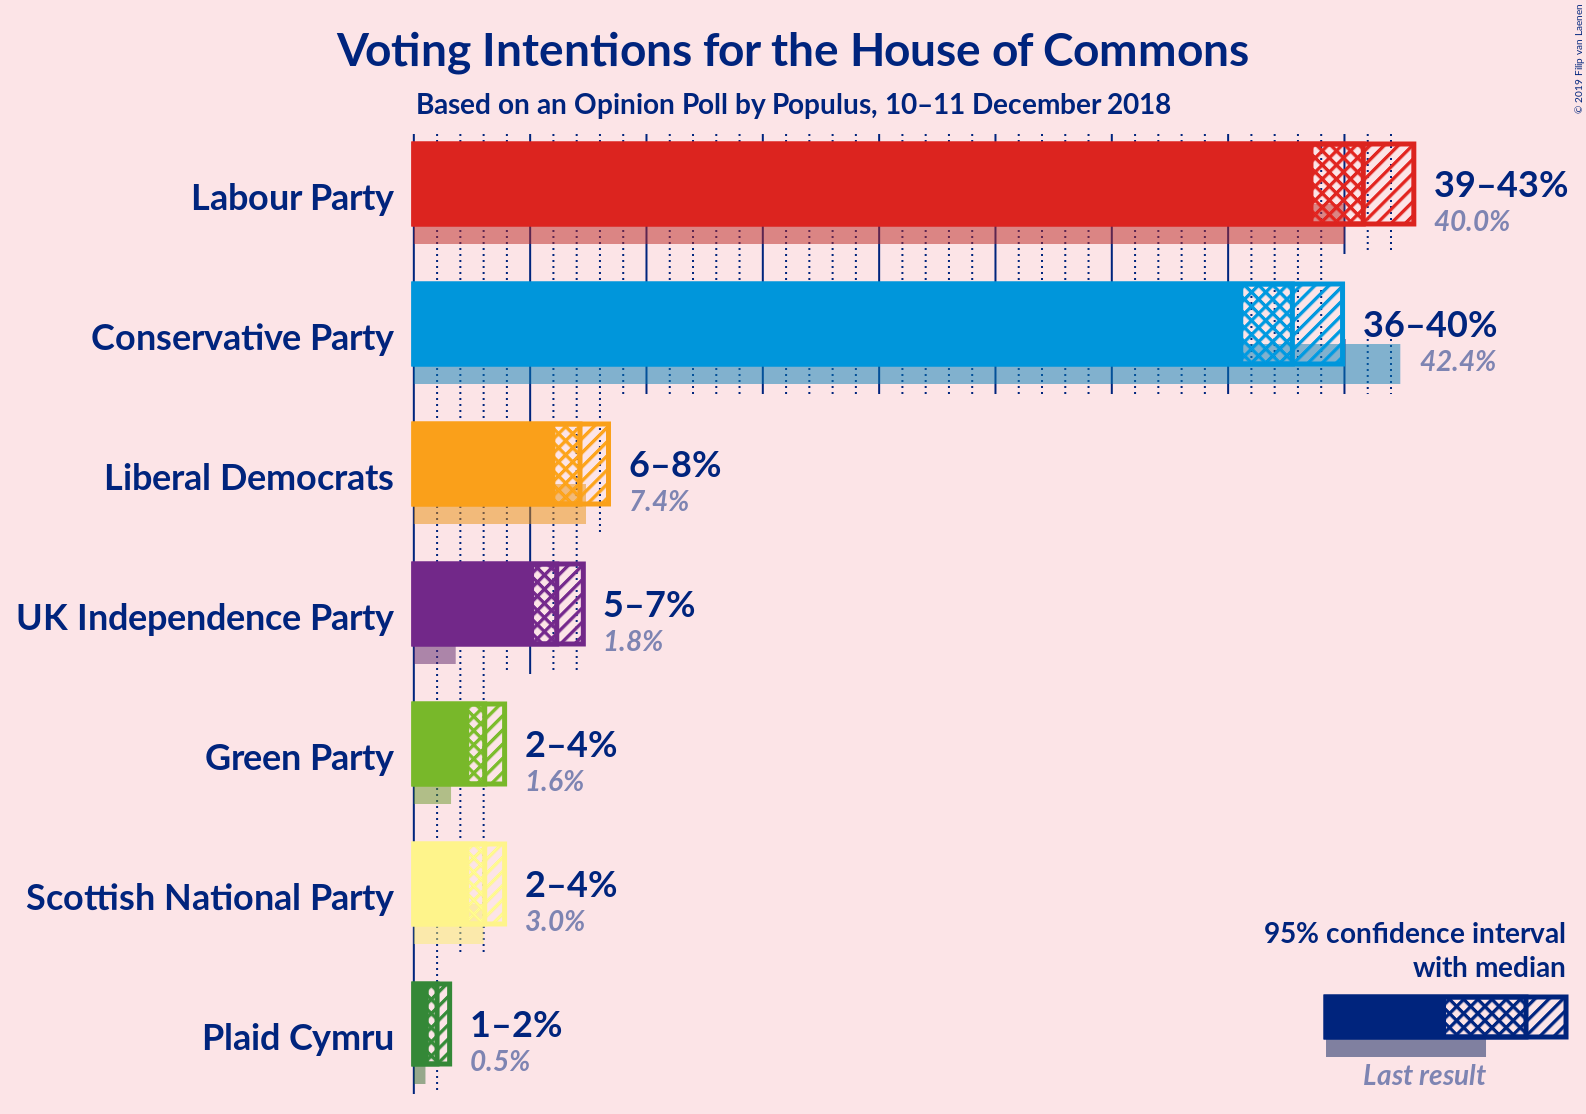 Voting Intentions for the House of Commons
Based on an Opinion Poll by Populus, 10–11 December 2018
© 2019 Filip van Laenen
Labour Party
39–43%
40.0%
Conservative Party
36–40%
42.4%
Liberal Democrats
6–8%
7.4%
UK Independence Party
5–7%
1.8%
Green Party
2–4%
1.6%
Scottish National Party
2–4%
3.0%
Plaid Cymru
1–2%
0.5%
95% confidence interval
with median
Last result